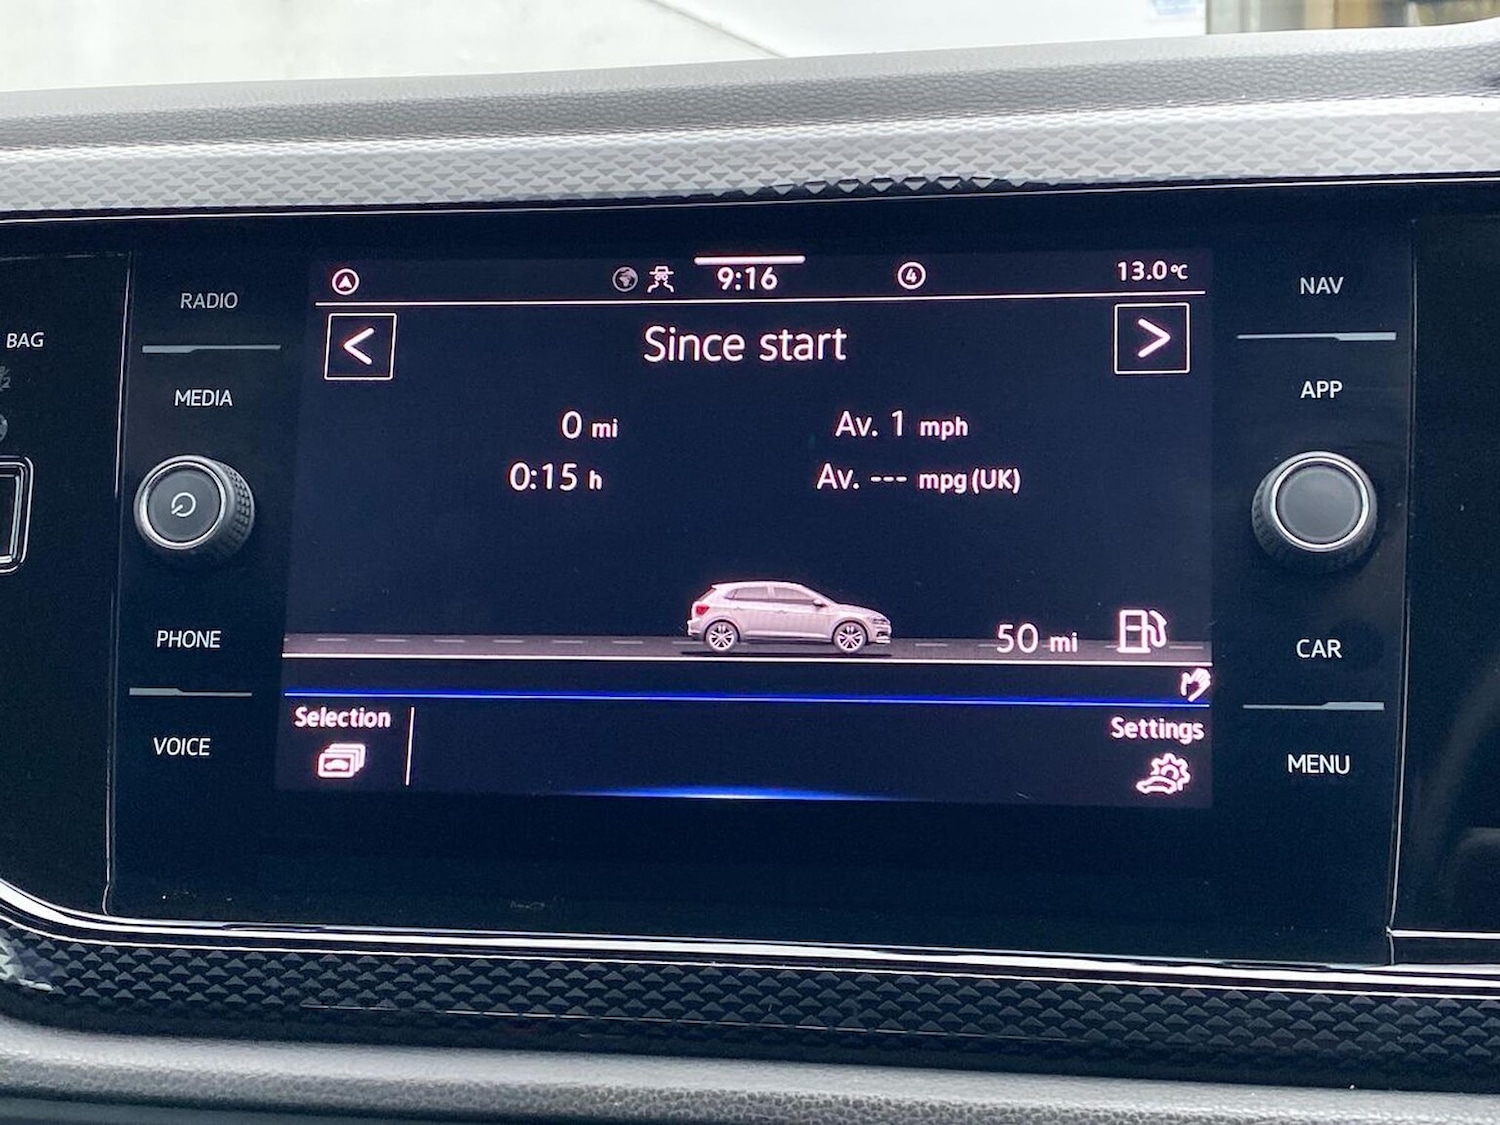 9:16
4
13.0°C
<
Since start
>
0 mi
Av. 1 mph
0:15 h
Av. --- mpg (UK)
50 mi
Selection
Settings
RADIO
MEDIA
PHONE
VOICE
NAV
APP
CAR
MENU
BAG